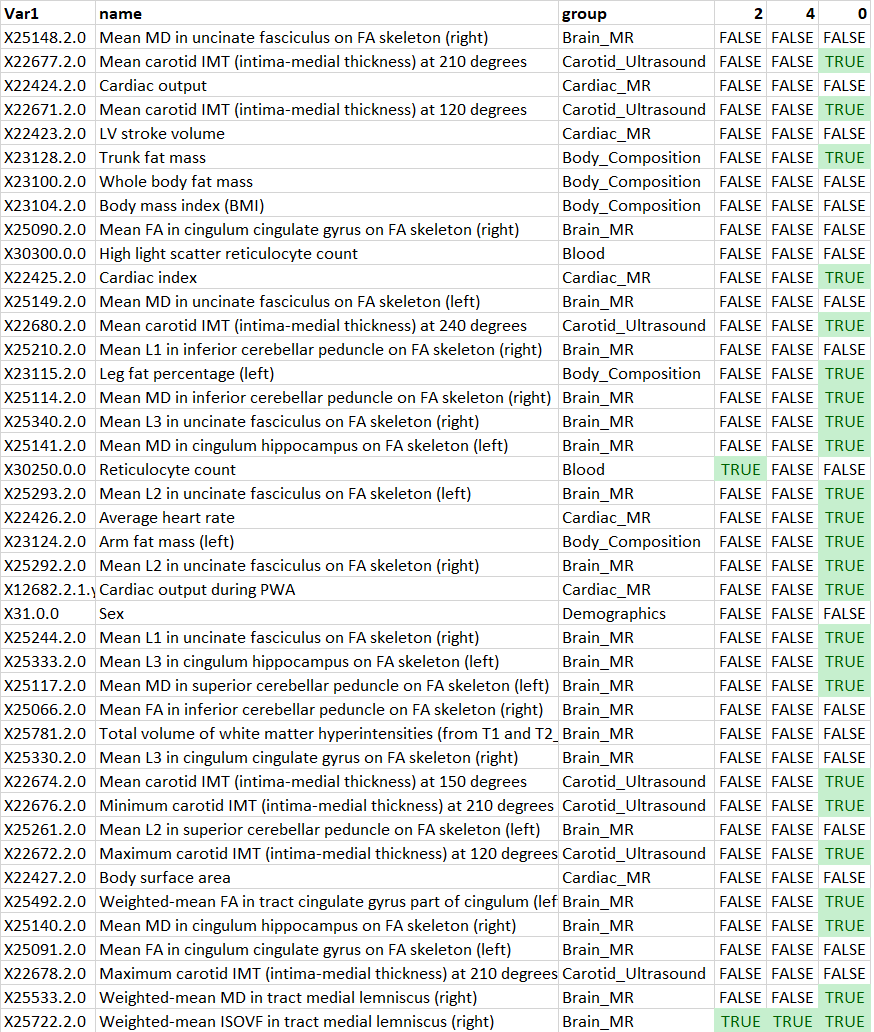 Var1 name group 2 4 0
X25148.2.0 Mean MD in uncinate fasciculus on FA skeleton (right) Brain_MR FALSE FALSE FALSE
X22677.2.0 Mean carotid IMT (intima-medial thickness) at 210 degrees Carotid_Ultrasound FALSE FALSE TRUE
X22424.2.0 Cardiac output Cardiac_MR FALSE FALSE FALSE
X22671.2.0 Mean carotid IMT (intima-medial thickness) at 120 degrees Carotid_Ultrasound FALSE FALSE TRUE
X22423.2.0 LV stroke volume Cardiac_MR FALSE FALSE FALSE
X23128.2.0 Trunk fat mass Body_Composition FALSE FALSE TRUE
X23100.2.0 Whole body fat mass Body_Composition FALSE FALSE FALSE
X23104.2.0 Body mass index (BMI) Body_Composition FALSE FALSE FALSE
X25090.2.0 Mean FA in cingulum cingulate gyrus on FA skeleton (right) Brain_MR FALSE FALSE FALSE
X30300.0.0 High light scatter reticulocyte count Blood FALSE FALSE FALSE
X22425.2.0 Cardiac index Cardiac_MR FALSE FALSE TRUE
X25149.2.0 Mean MD in uncinate fasciculus on FA skeleton (left) Brain_MR FALSE FALSE FALSE
X22680.2.0 Mean carotid IMT (intima-medial thickness) at 240 degrees Carotid_Ultrasound FALSE FALSE TRUE
X25210.2.0 Mean L1 in inferior cerebellar peduncle on FA skeleton (right) Brain_MR FALSE FALSE FALSE
X23115.2.0 Leg fat percentage (left) Body_Composition FALSE FALSE TRUE
X25114.2.0 Mean MD in inferior cerebellar peduncle on FA skeleton (right) Brain_MR FALSE FALSE TRUE
X25340.2.0 Mean L3 in uncinate fasciculus on FA skeleton (right) Brain_MR FALSE FALSE TRUE
X25141.2.0 Mean MD in cingulum hippocampus on FA skeleton (left) Brain_MR FALSE FALSE TRUE
X30250.0.0 Reticulocyte count Blood TRUE FALSE FALSE
X25293.2.0 Mean L2 in uncinate fasciculus on FA skeleton (left) Brain_MR FALSE FALSE TRUE
X22426.2.0 Average heart rate Cardiac_MR FALSE FALSE TRUE
X23124.2.0 Arm fat mass (left) Body_Composition FALSE FALSE TRUE
X25292.2.0 Mean L2 in uncinate fasciculus on FA skeleton (right) Brain_MR FALSE FALSE TRUE
X12682.2.1.y Cardiac output during PWA Cardiac_MR FALSE FALSE TRUE
X31.0.0 Sex Demographics FALSE FALSE FALSE
X25244.2.0 Mean L1 in uncinate fasciculus on FA skeleton (right) Brain_MR FALSE FALSE TRUE
X25333.2.0 Mean L3 in cingulum hippocampus on FA skeleton (left) Brain_MR FALSE FALSE TRUE
X25117.2.0 Mean MD in superior cerebellar peduncle on FA skeleton (left) Brain_MR FALSE FALSE TRUE
X25066.2.0 Mean FA in inferior cerebellar peduncle on FA skeleton (right) Brain_MR FALSE FALSE FALSE
X25781.2.0 Total volume of white matter hyperintensities (from T1 and T2_ Brain_MR FALSE FALSE FALSE
X25330.2.0 Mean L3 in cingulum cingulate gyrus on FA skeleton (right) Brain_MR FALSE FALSE FALSE
X22674.2.0 Mean carotid IMT (intima-medial thickness) at 150 degrees Carotid_Ultrasound FALSE FALSE TRUE
X22676.2.0 Minimum carotid IMT (intima-medial thickness) at 210 degrees Carotid_Ultrasound FALSE FALSE TRUE
X25261.2.0 Mean L2 in superior cerebellar peduncle on FA skeleton (left) Brain_MR FALSE FALSE FALSE
X22672.2.0 Maximum carotid IMT (intima-medial thickness) at 120 degrees Carotid_Ultrasound FALSE FALSE TRUE
X22427.2.0 Body surface area Cardiac_MR FALSE FALSE FALSE
X25492.2.0 Weighted-mean FA in tract cingulate gyrus part of cingulum (lef Brain_MR FALSE FALSE TRUE
X25140.2.0 Mean MD in cingulum hippocampus on FA skeleton (right) Brain_MR FALSE FALSE TRUE
X25091.2.0 Mean FA in cingulum cingulate gyrus on FA skeleton (left) Brain_MR FALSE FALSE FALSE
X22678.2.0 Maximum carotid IMT (intima-medial thickness) at 210 degrees Carotid_Ultrasound FALSE FALSE FALSE
X25533.2.0 Weighted-mean MD in tract medial lemniscus (right) Brain_MR FALSE FALSE TRUE
X25722.2.0 Weighted-mean ISOVF in tract medial lemniscus (right) Brain_MR TRUE TRUE TRUE